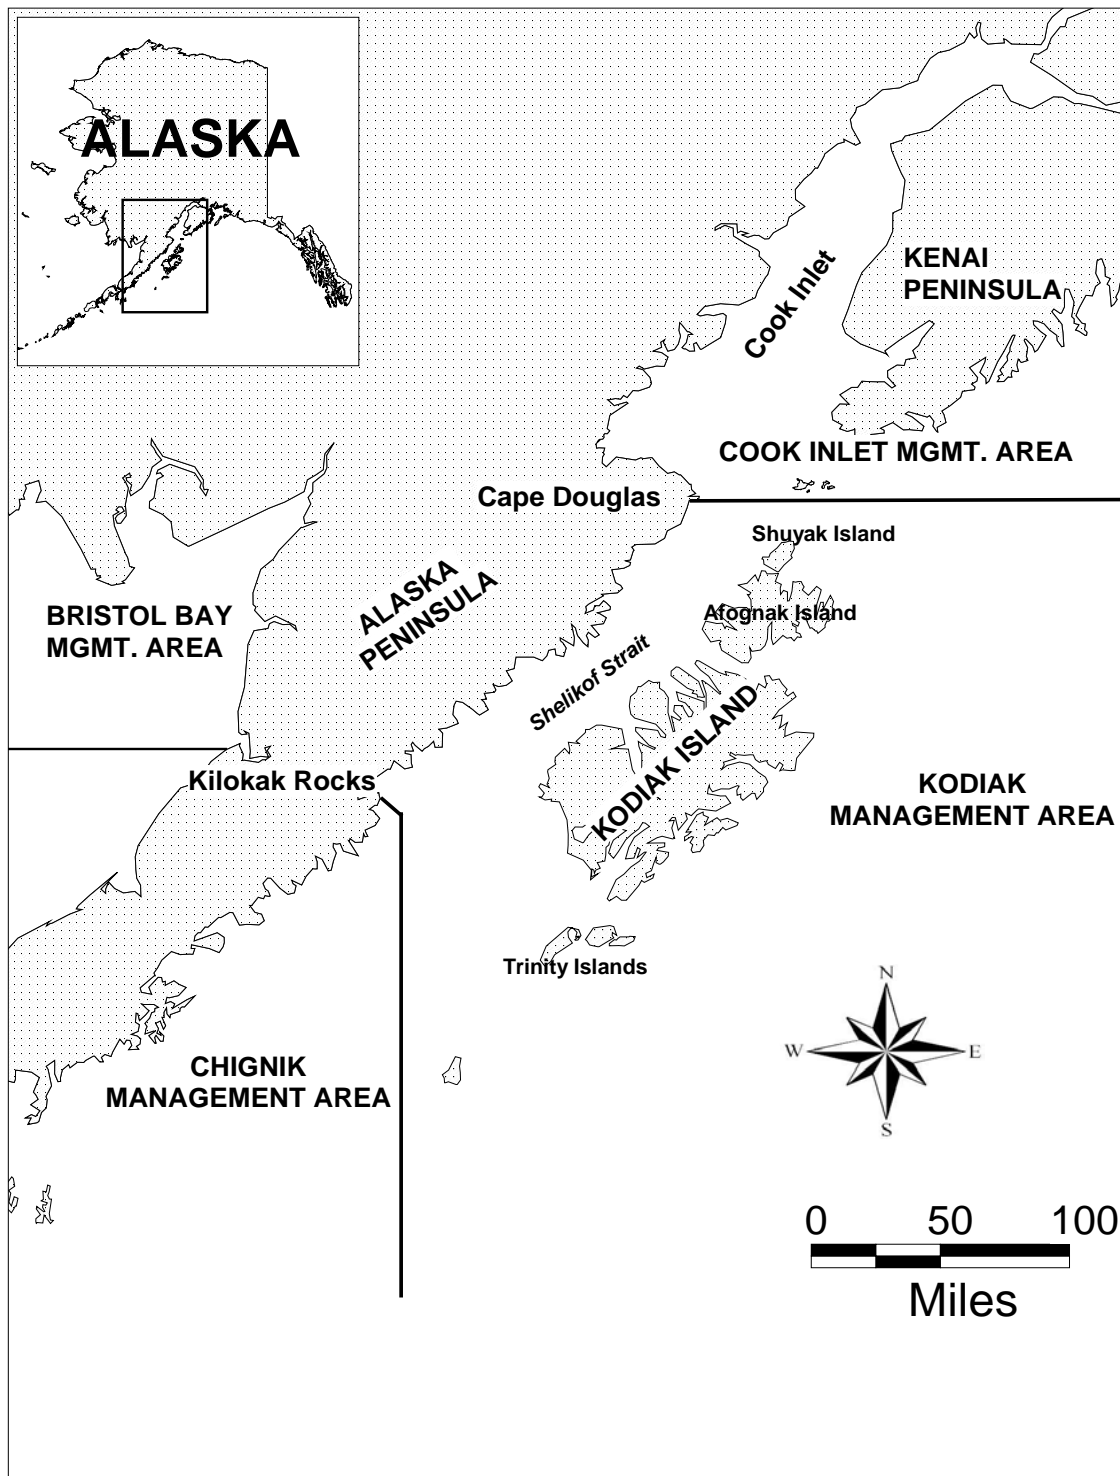 ALASKA
Cook Inlet
KENAI
PENINSULA
COOK INLET MGMT. AREA
Cape Douglas
Shuyak Island
Afognak Island
ALASKA
PENINSULA
BRISTOL BAY
MGMT. AREA
Shelikof Strait
KODIAK ISLAND
Kilokak Rocks
KODIAK
MANAGEMENT AREA
Trinity Islands
CHIGNIK
MANAGEMENT AREA
N
W
E
S
0 50 100
Miles